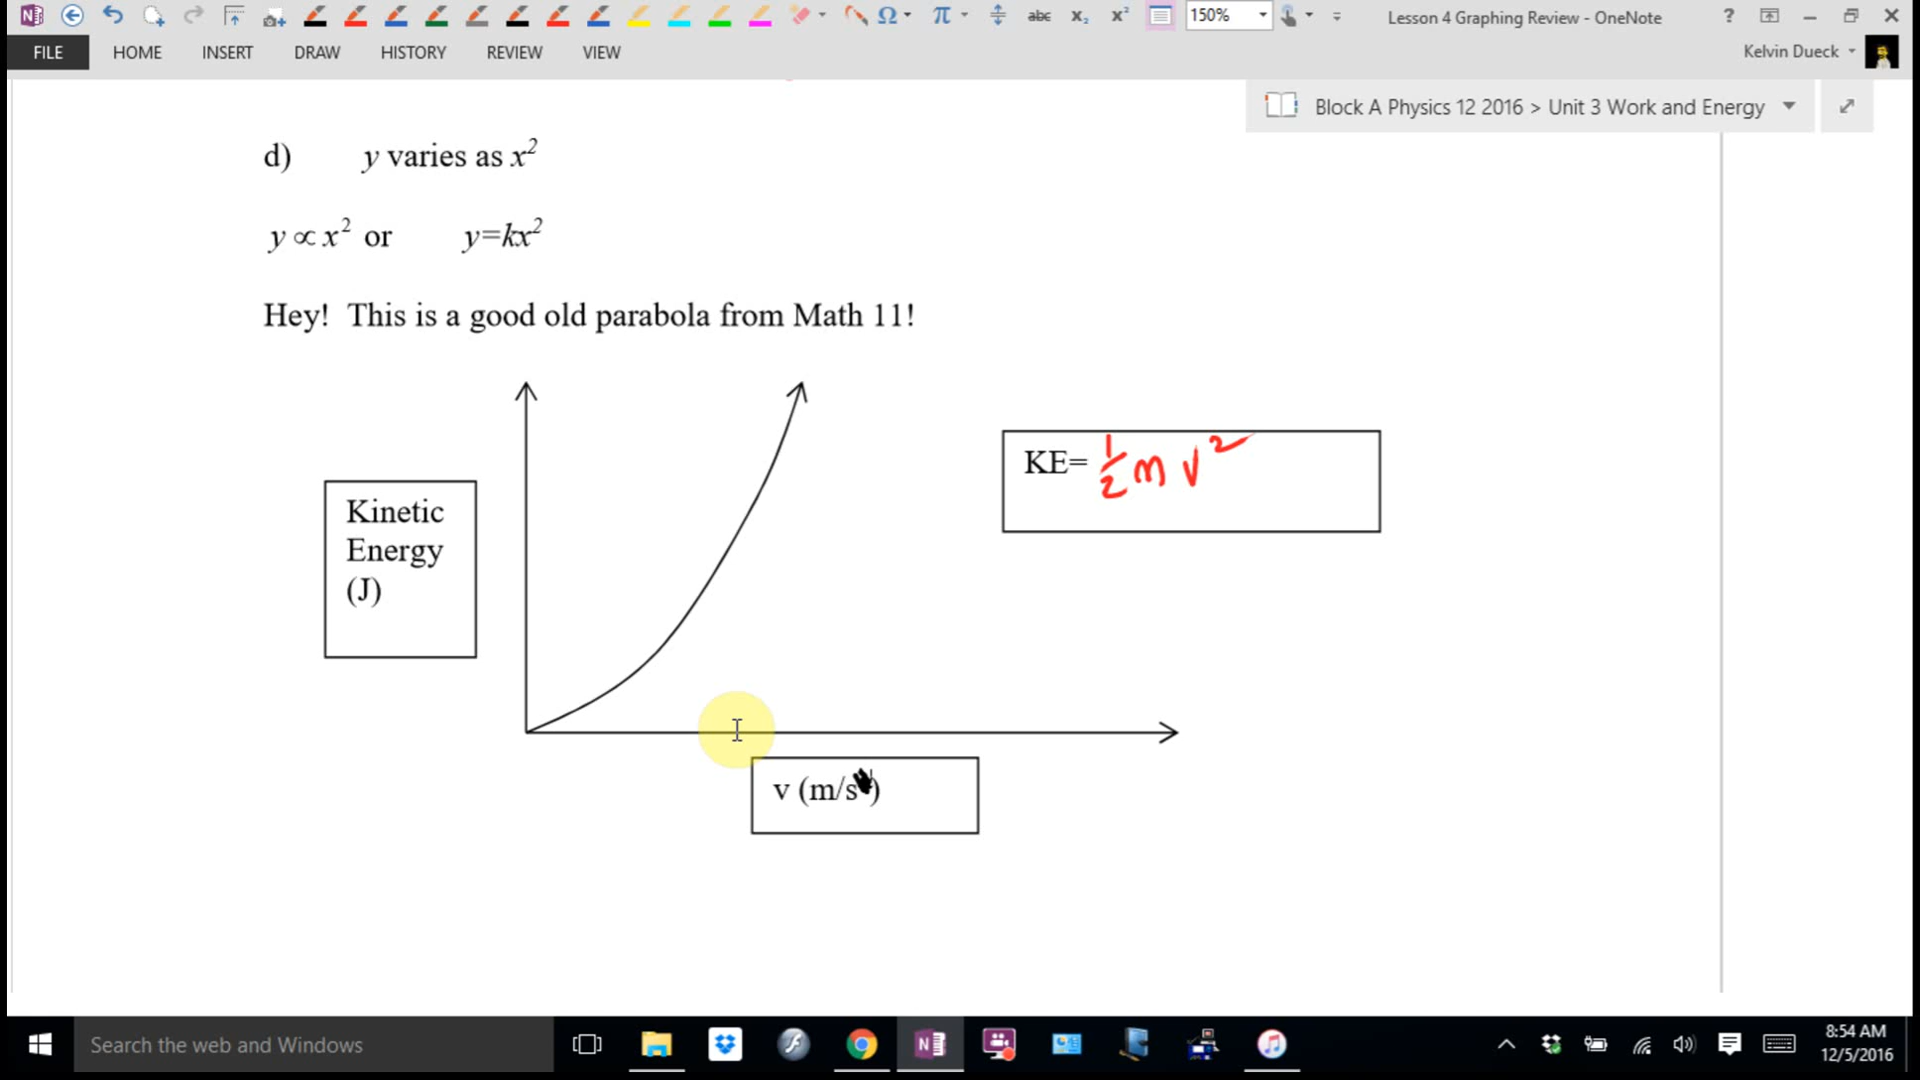 150%
Lesson 4 Graphing Review - OneNote
FILE HOME INSERT DRAW HISTORY REVIEW VIEW
Kelvin Dueck
Block A Physics 12 2016 > Unit 3 Work and Energy
d) y varies as x²
y ∝ x² or y=kx²
Hey! This is a good old parabola from Math 11!
KE= ½ m v²
Kinetic
Energy
(J)
v (m/s)
Search the web and Windows
8:54 AM
12/5/2016